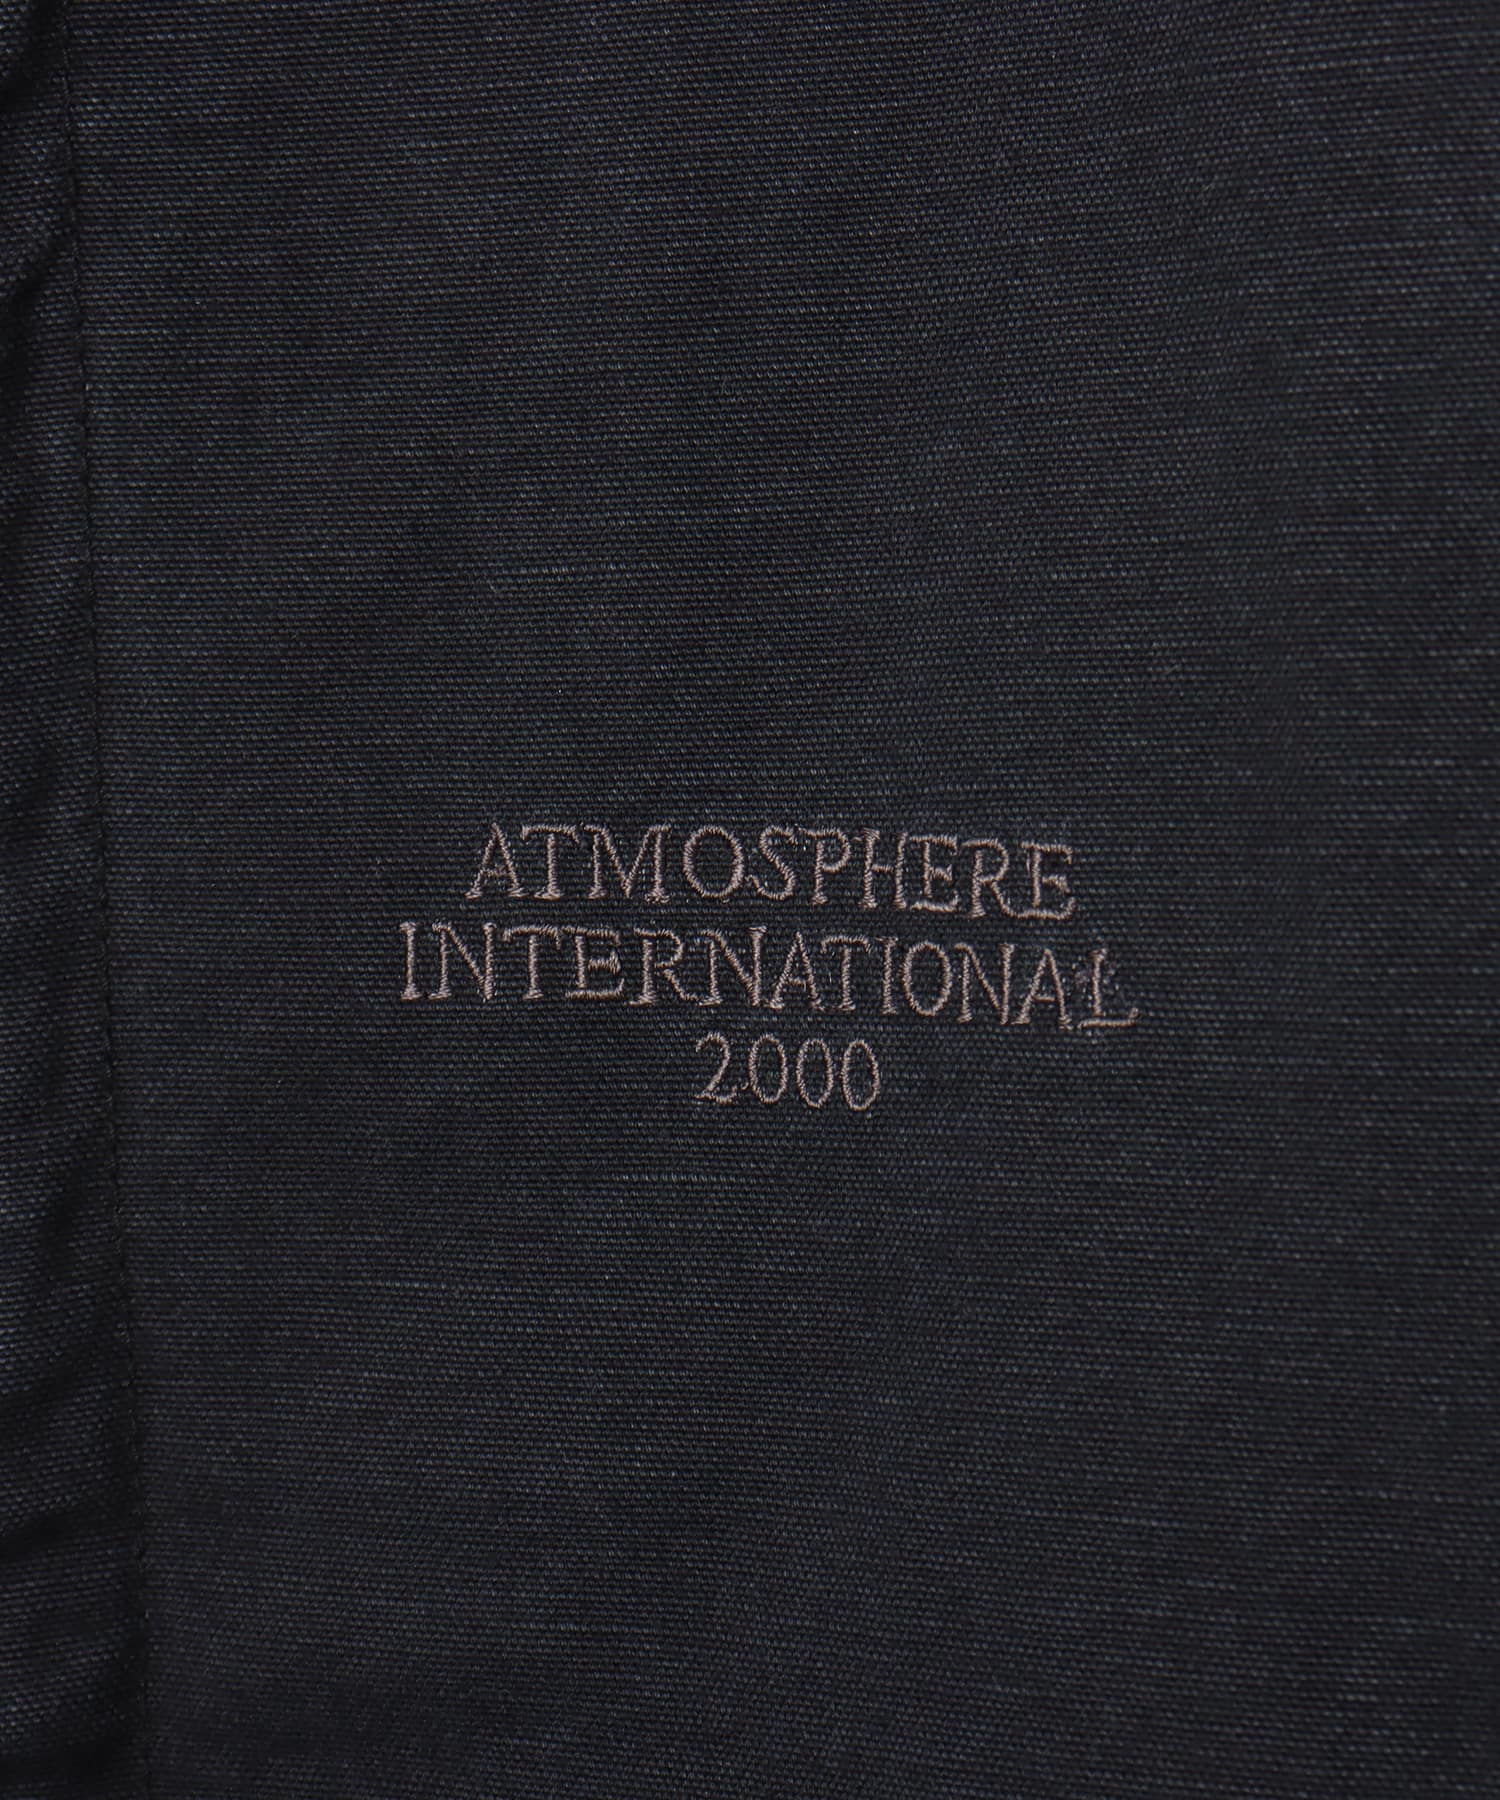 ATMOSPHERE
INTERNATIONAL
2000